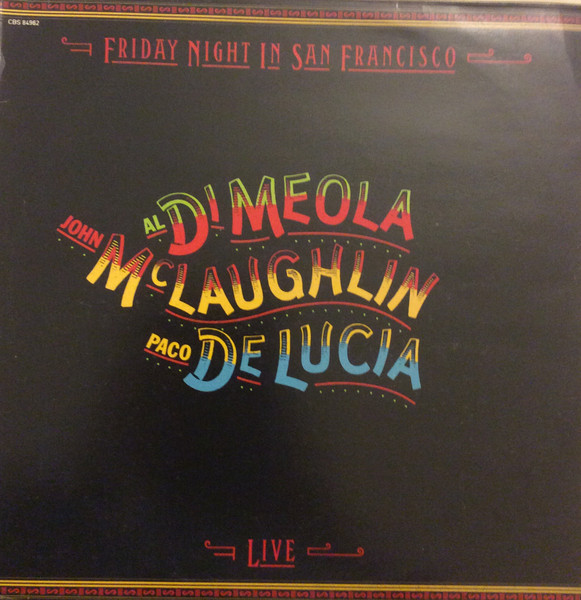 CBS 84962
FRIDAY NIGHT IN SAN FRANCISCO
AL DI MEOLA
JOHN MCLAUGHLIN
PACO DE LUCIA
LIVE